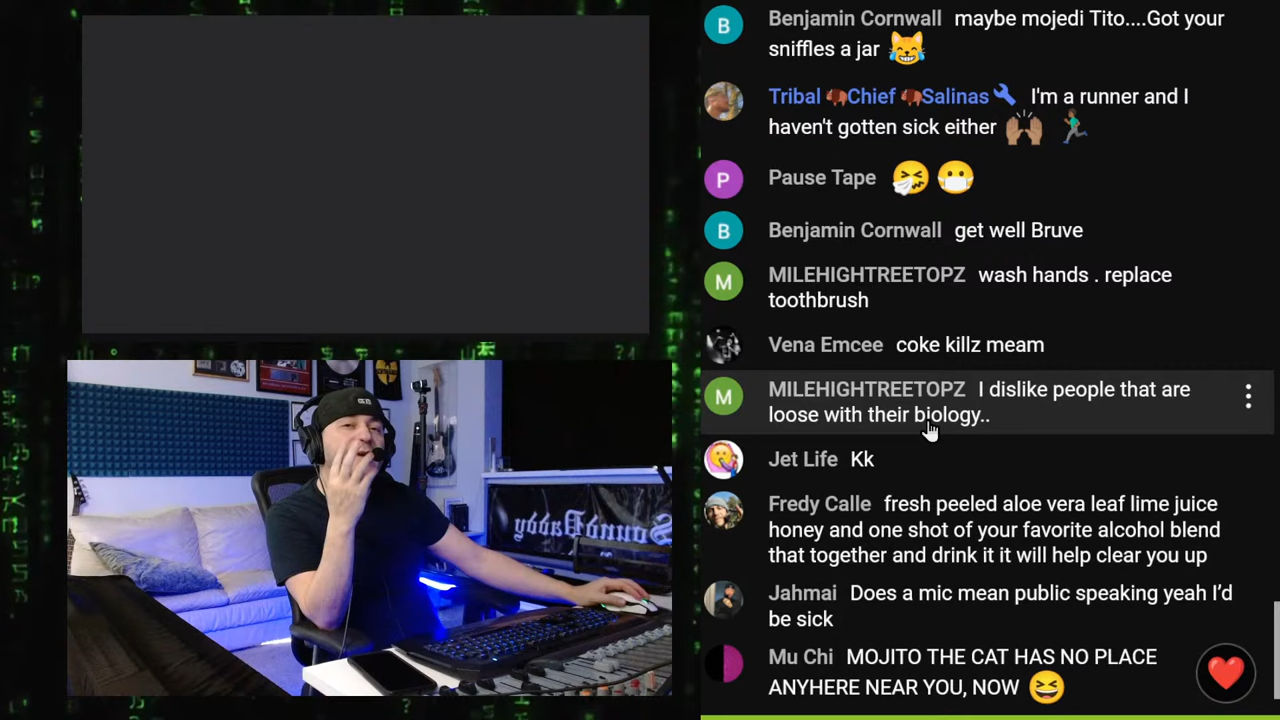 Benjamin Cornwall maybe mojedi Tito....Got your
sniffles a jar 😹
Tribal 🦬Chief 🦬Salinas 🔧 I'm a runner and I
haven't gotten sick either 🙌🏽 🏃🏽‍♂️
P Pause Tape 🤧😷
B Benjamin Cornwall get well Bruve
M MILEHIGHTREETOPZ wash hands . replace
toothbrush
Vena Emcee coke killz meam
M MILEHIGHTREETOPZ I dislike people that are
loose with their biology..
Jet Life Kk
Fredy Calle fresh peeled aloe vera leaf lime juice
honey and one shot of your favorite alcohol blend
that together and drink it it will help clear you up
Jahmai Does a mic mean public speaking yeah I’d
be sick
Mu Chi MOJITO THE CAT HAS NO PLACE
ANYHERE NEAR YOU, NOW 😆
SoundDaddy